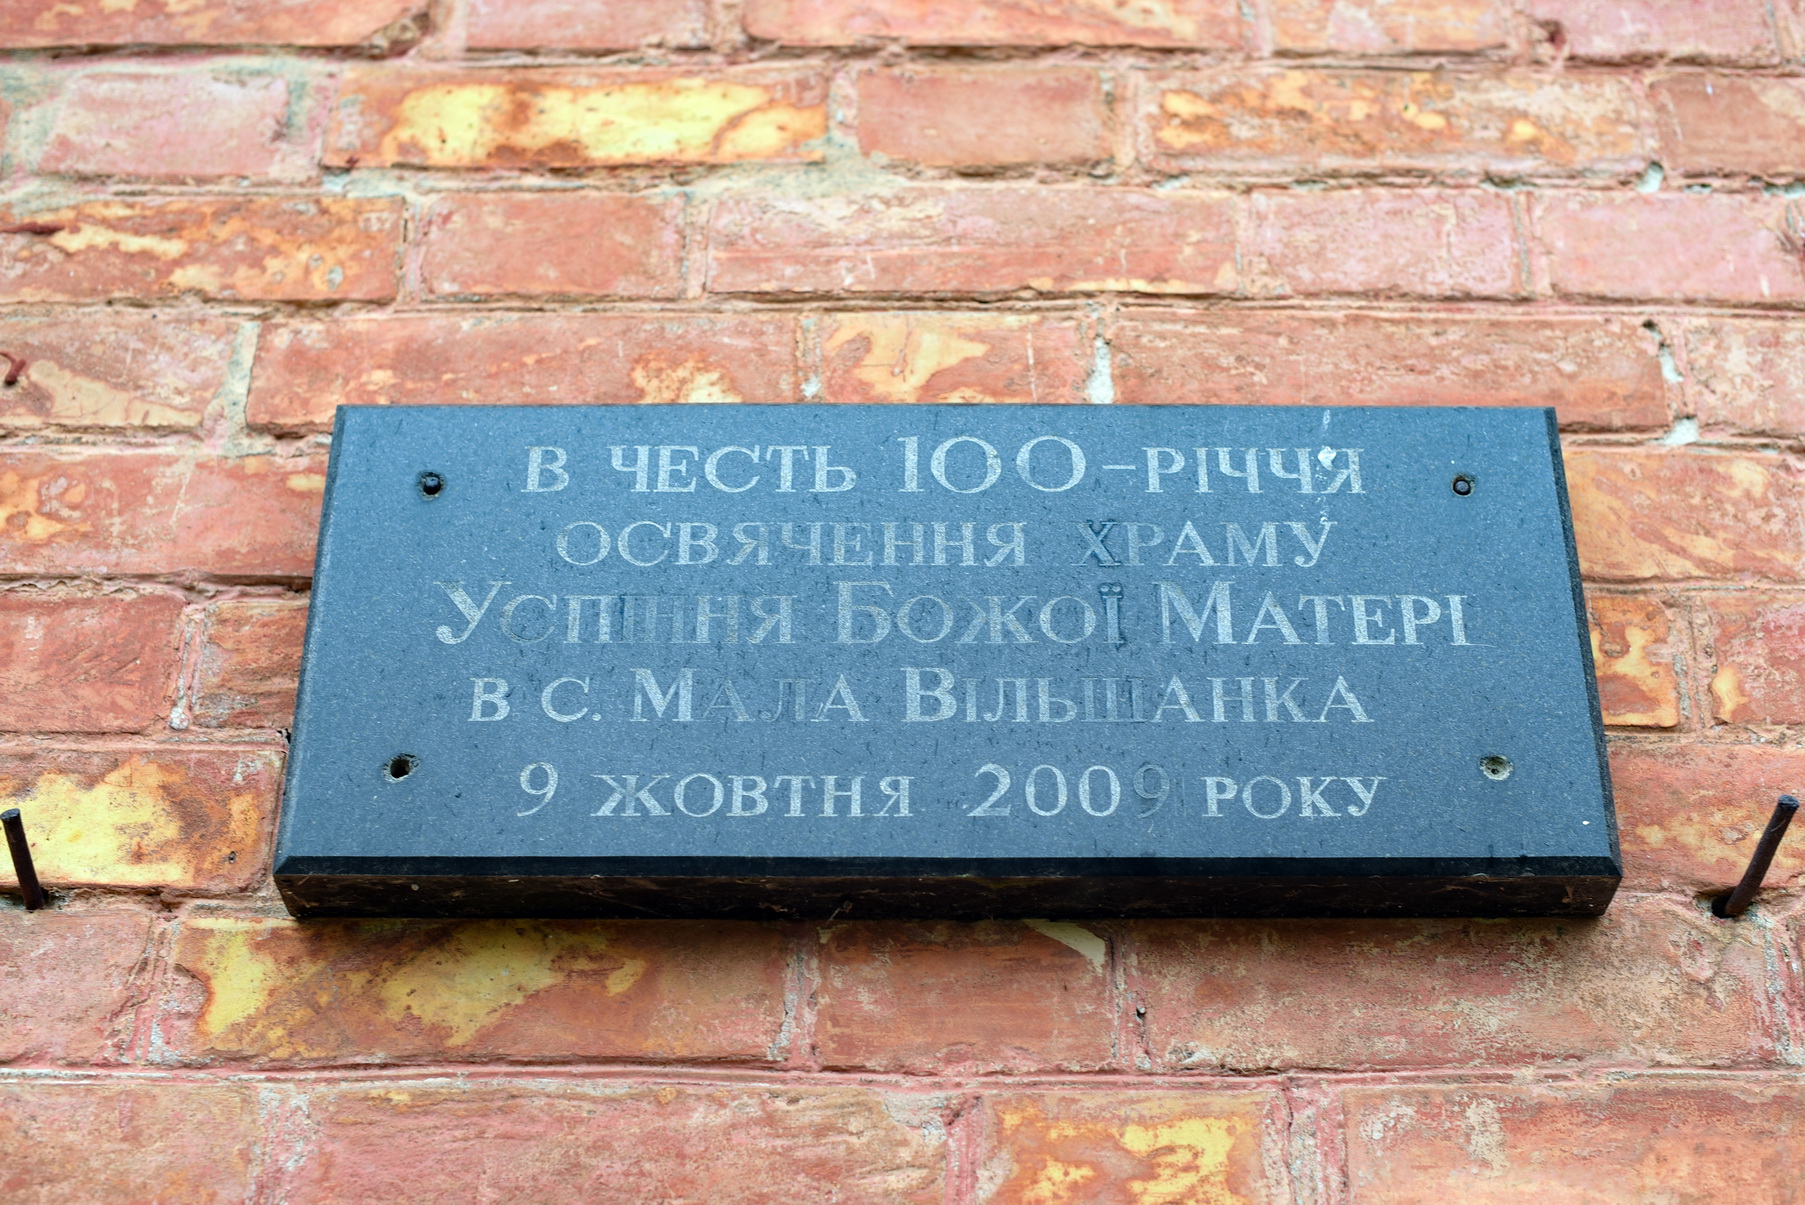 В ЧЕСТЬ 100-РІЧЧЯ
ОСВЯЧЕННЯ ХРАМУ
УСПІННЯ БОЖОЇ МАТЕРІ
В С. МАЛА ВІЛЬШАНКА
9 ЖОВТНЯ 2009 РОКУ